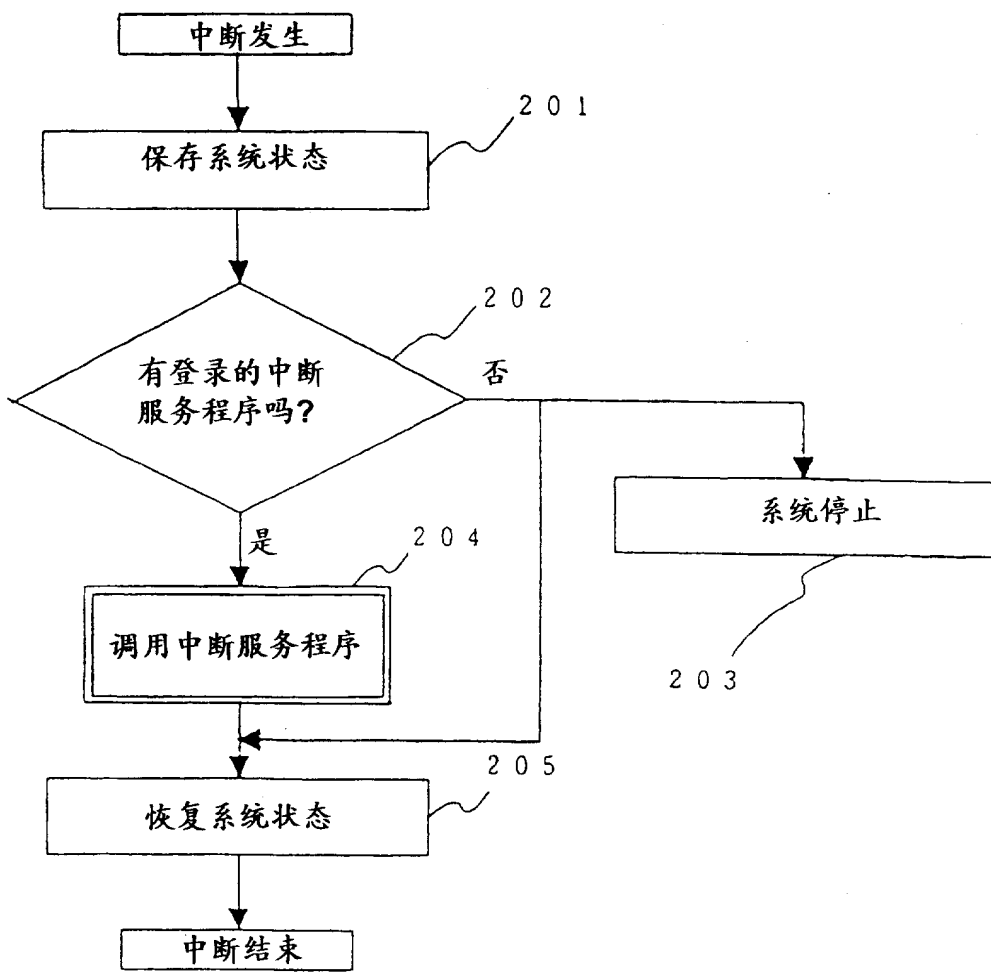 中断发生
201
保存系统状态
202
有登录的中断
服务程序吗?
否
系统停止
203
是
204
调用中断服务程序
205
恢复系统状态
中断结束